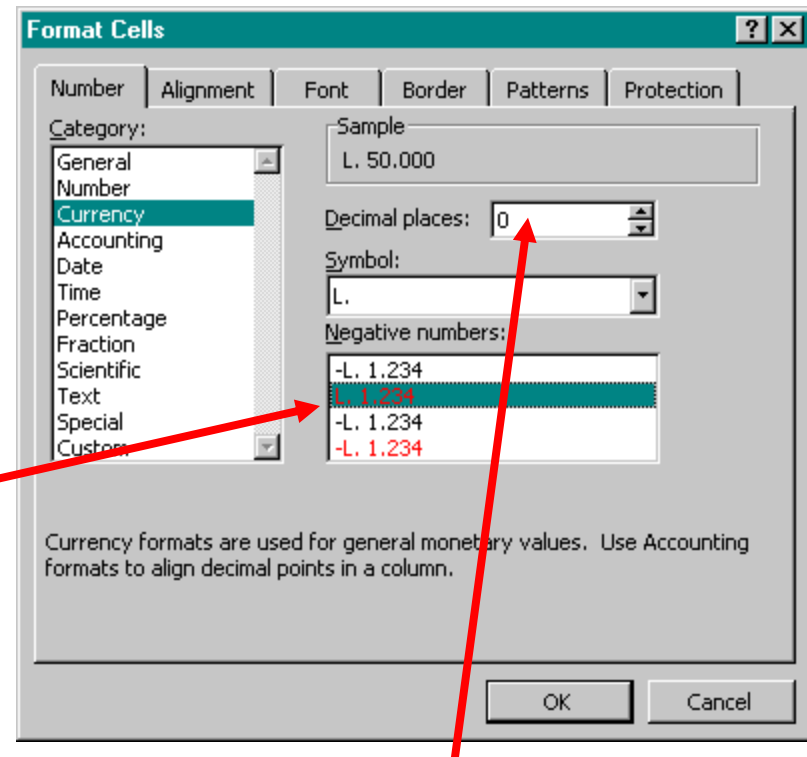 Format Cells
Number Alignment Font Border Patterns Protection
Category:
General
Number
Currency
Accounting
Date
Time
Percentage
Fraction
Scientific
Text
Special
Custom
Sample
L. 50.000
Decimal places: 0
Symbol:
L.
Negative numbers:
-L. 1.234
L. 1.234
-L. 1.234
-L. 1.234
Currency formats are used for general monetary values. Use Accounting
formats to align decimal points in a column.
OK Cancel